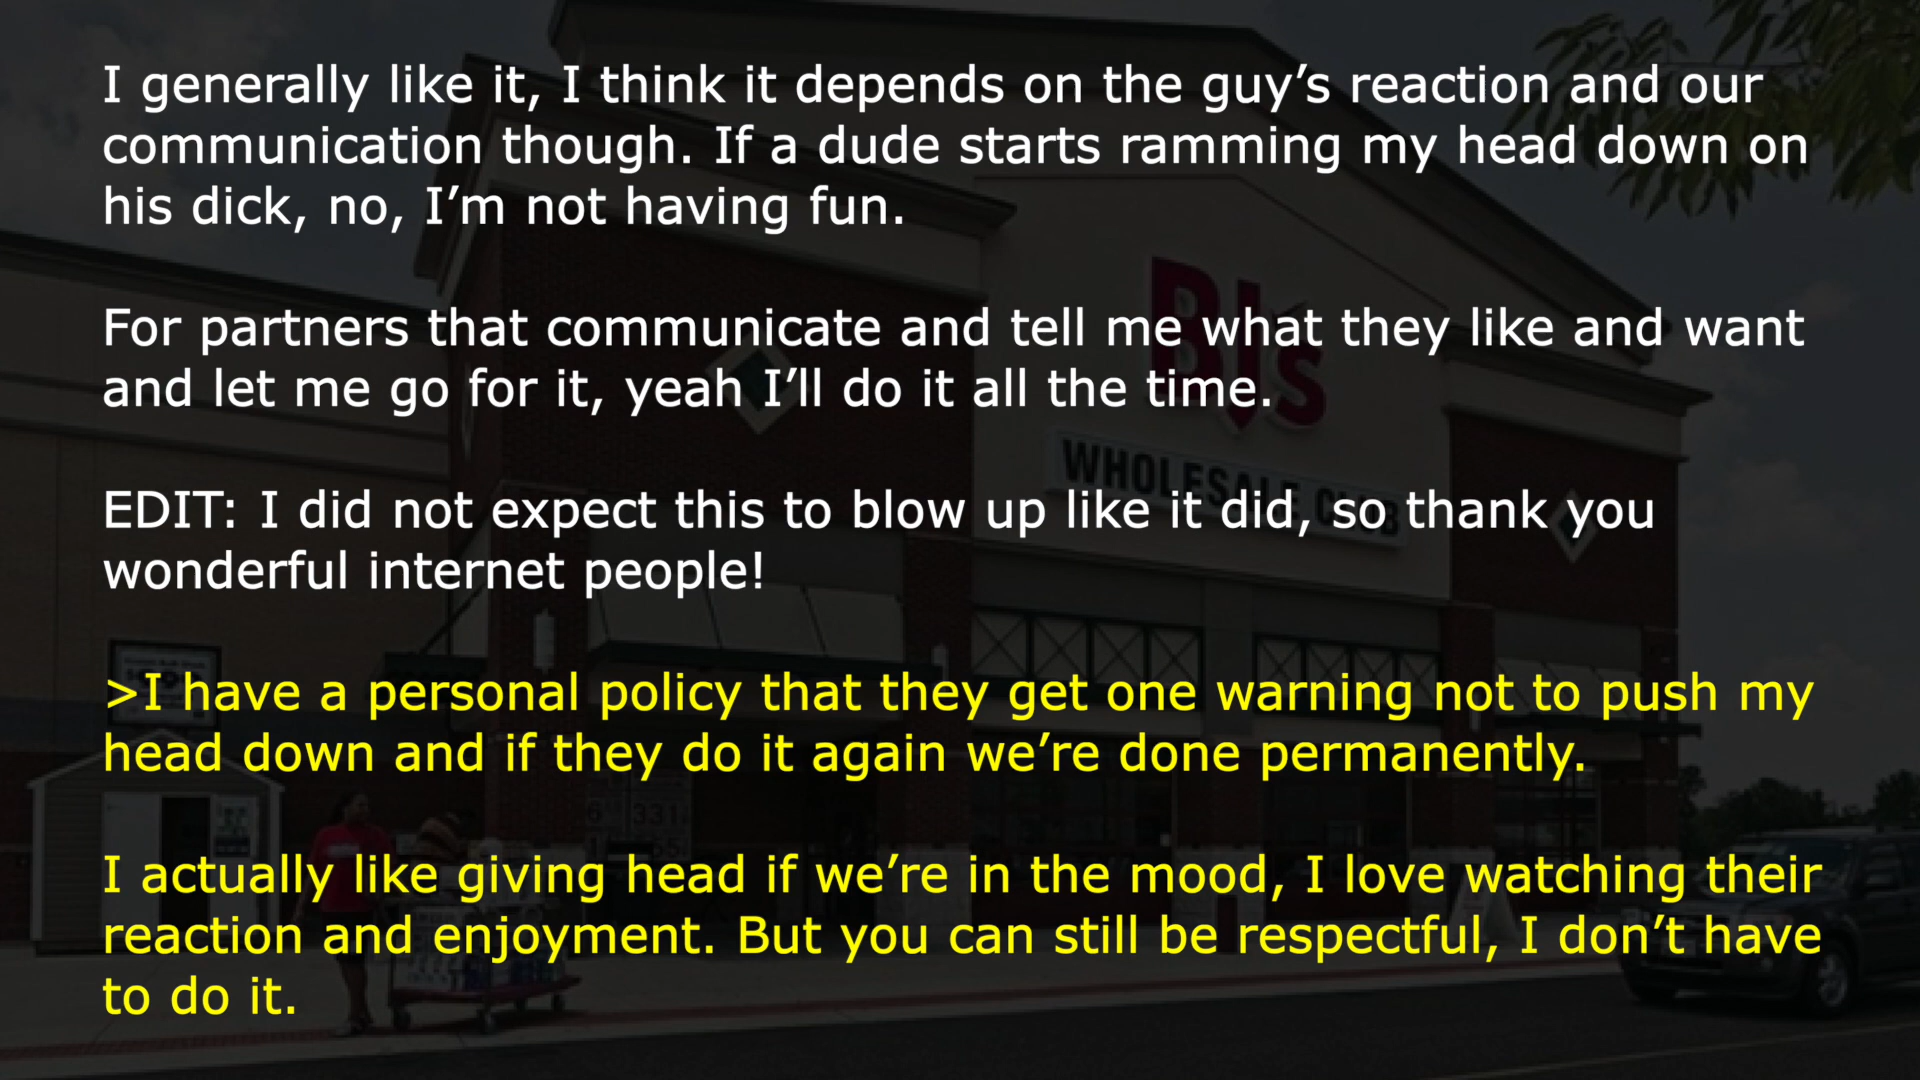 I generally like it, I think it depends on the guy’s reaction and our
communication though. If a dude starts ramming my head down on
his dick, no, I’m not having fun.
For partners that communicate and tell me what they like and want
and let me go for it, yeah I’ll do it all the time.
EDIT: I did not expect this to blow up like it did, so thank you
wonderful internet people!
>I have a personal policy that they get one warning not to push my
head down and if they do it again we’re done permanently.
I actually like giving head if we’re in the mood, I love watching their
reaction and enjoyment. But you can still be respectful, I don’t have
to do it.
BJs
WHOLESALE CLUB